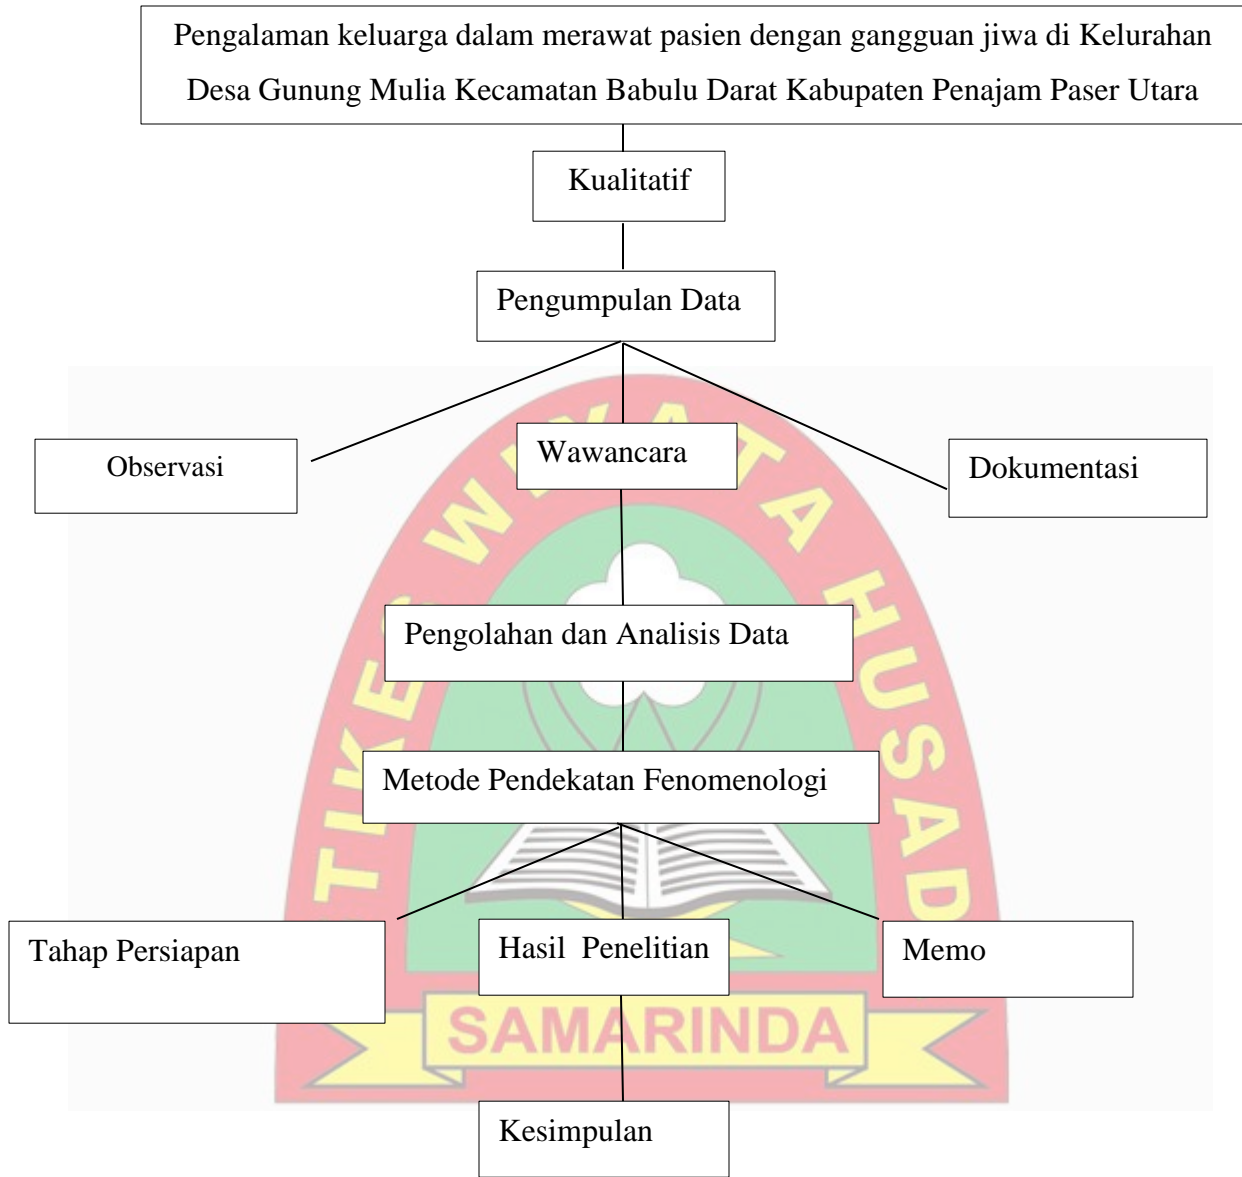 Pengalaman keluarga dalam merawat pasien dengan gangguan jiwa di Kelurahan
Desa Gunung Mulia Kecamatan Babulu Darat Kabupaten Penajam Paser Utara
Kualitatif
Pengumpulan Data
Observasi
Wawancara
Dokumentasi
Pengolahan dan Analisis Data
Metode Pendekatan Fenomenologi
Tahap Persiapan
Hasil Penelitian
Memo
Kesimpulan
HUSAD
SAMARINDA